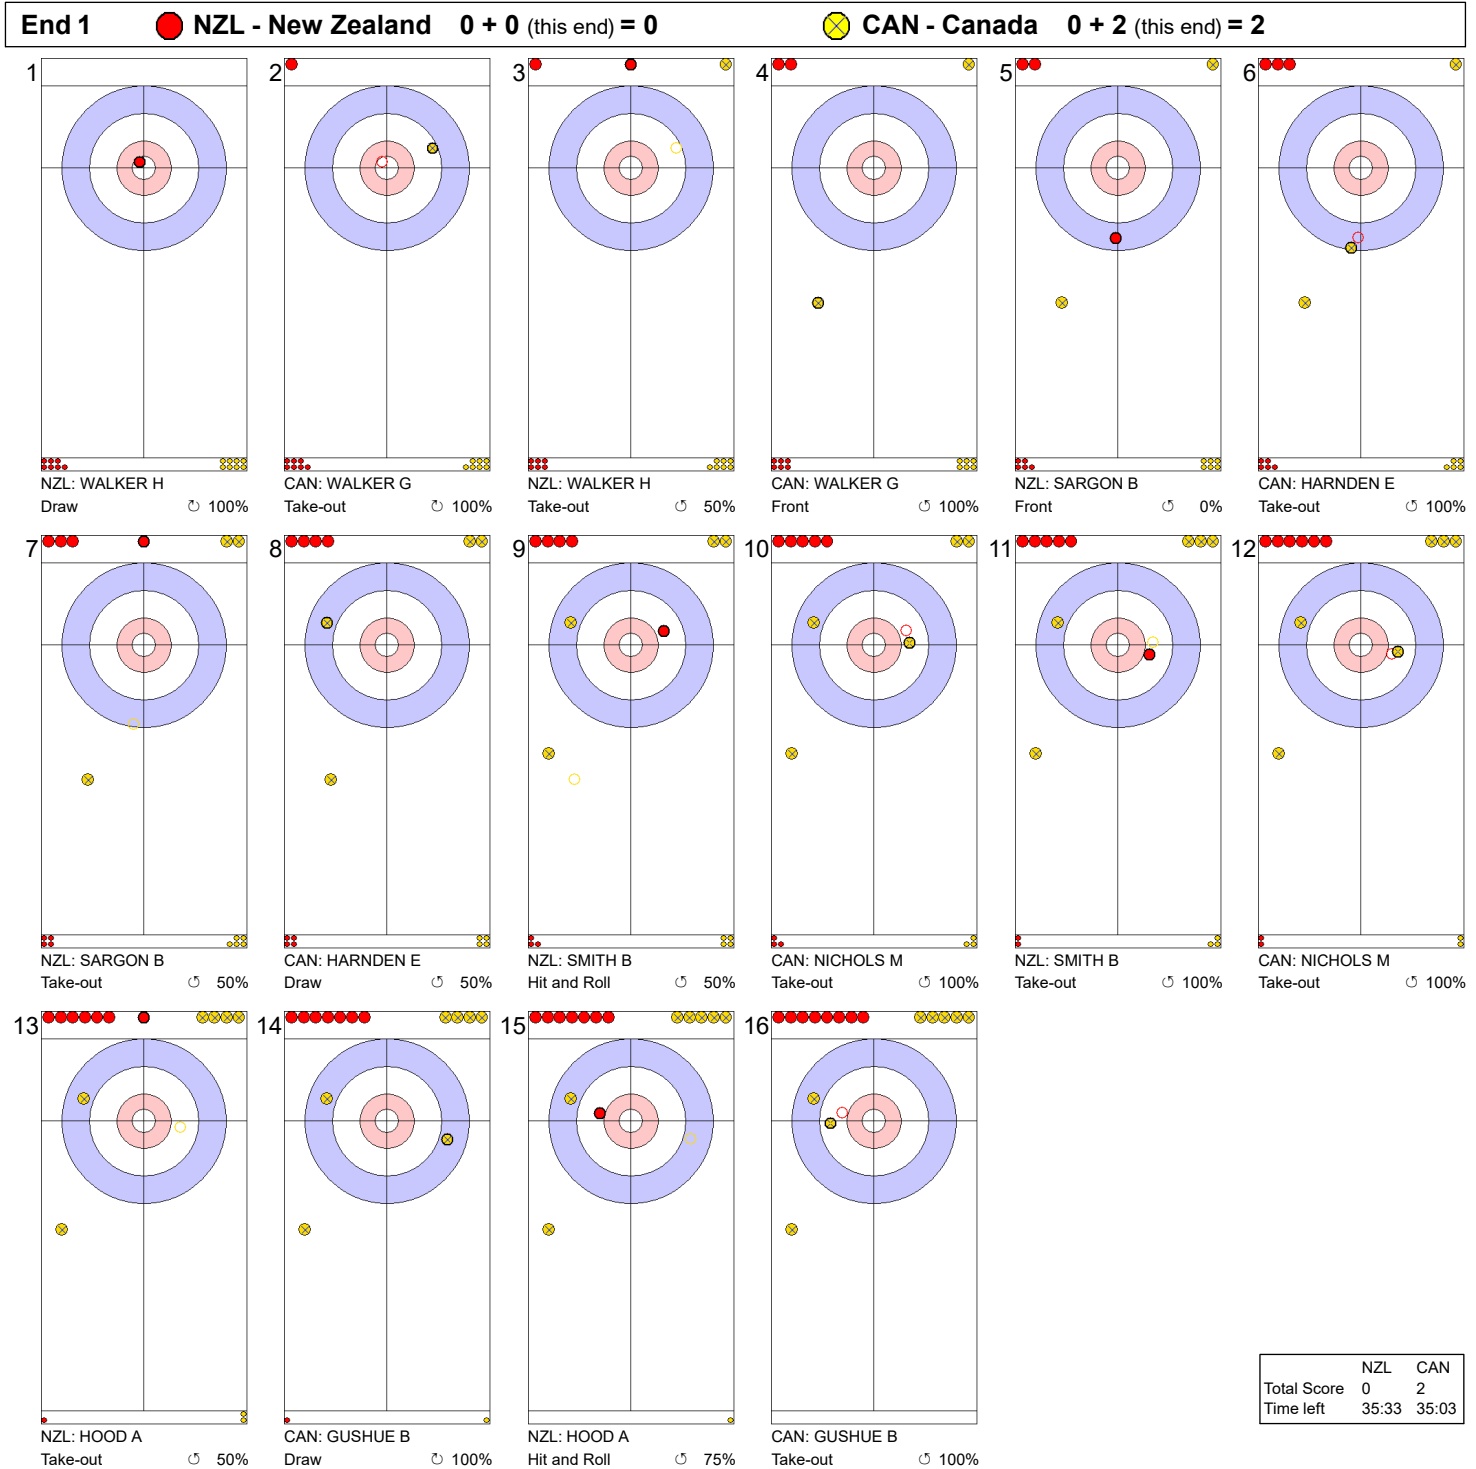 End 1 NZL - New Zealand 0 + 0 (this end) = 0 CAN - Canada 0 + 2 (this end) = 2
1 2 3 4 5 6
NZL: WALKER H CAN: WALKER G NZL: WALKER H CAN: WALKER G NZL: SARGON B CAN: HARNDEN E
Draw ↻ 100% Take-out ↻ 100% Take-out ↺ 50% Front ↺ 100% Front ↺ 0% Take-out ↺ 100%
7 8 9 10 11 12
NZL: SARGON B CAN: HARNDEN E NZL: SMITH B CAN: NICHOLS M NZL: SMITH B CAN: NICHOLS M
Take-out ↺ 50% Draw ↺ 50% Hit and Roll ↺ 50% Take-out ↺ 100% Take-out ↺ 100% Take-out ↺ 100%
13 14 15 16
NZL: HOOD A CAN: GUSHUE B NZL: HOOD A CAN: GUSHUE B
Take-out ↺ 50% Draw ↻ 100% Hit and Roll ↺ 75% Take-out ↺ 100%
NZL CAN
Total Score 0 2
Time left 35:33 35:03